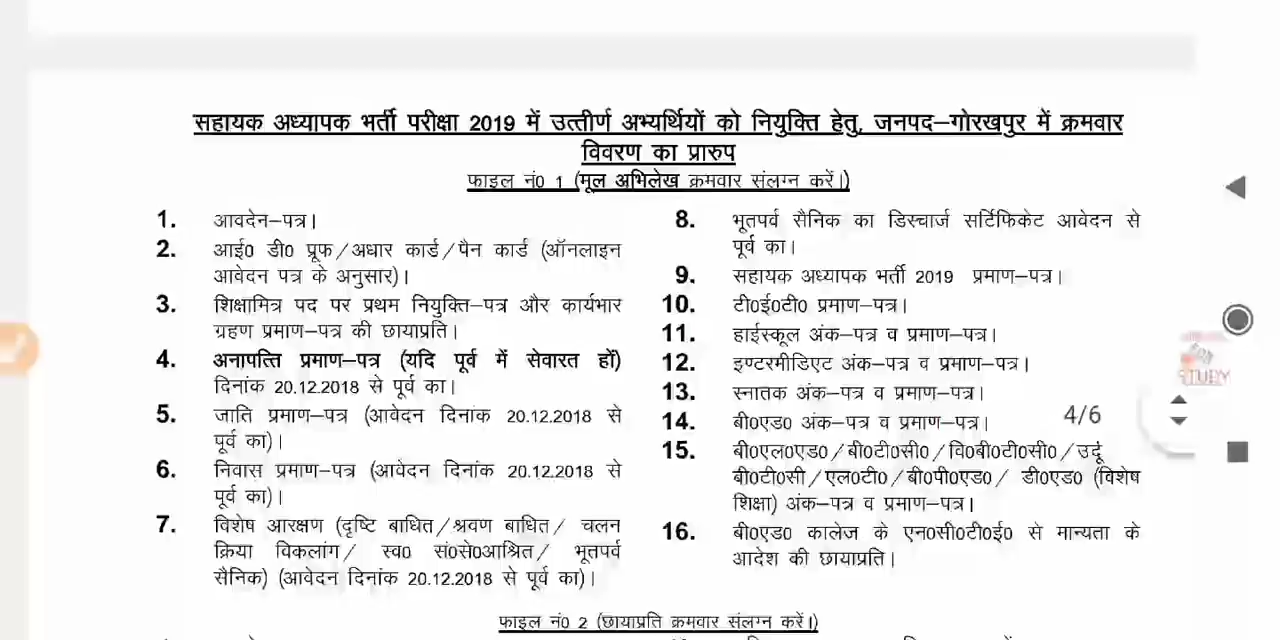 सहायक अध्यापक भर्ती परीक्षा 2019 में उत्तीर्ण अभ्यर्थियों को नियुक्ति हेतु, जनपद–गोरखपुर में क्रमवार
विवरण का प्रारुप
फाइल नं0 1 (मूल अभिलेख क्रमवार संलग्न करें।)
1. आवदेन–पत्र।
2. आई0 डी0 प्रूफ/अधार कार्ड/पैन कार्ड (ऑनलाइन
आवेदन पत्र के अनुसार)।
3. शिक्षामित्र पद पर प्रथम नियुक्ति–पत्र और कार्यभार
ग्रहण प्रमाण–पत्र की छायाप्रति।
4. अनापत्ति प्रमाण–पत्र (यदि पूर्व में सेवारत हों)
दिनांक 20.12.2018 से पूर्व का।
5. जाति प्रमाण–पत्र (आवेदन दिनांक 20.12.2018 से
पूर्व का)।
6. निवास प्रमाण–पत्र (आवेदन दिनांक 20.12.2018 से
पूर्व का)।
7. विशेष आरक्षण (दृष्टि बाधित/श्रवण बाधित/ चलन
क्रिया विकलांग/ स्व0 सं0से0आश्रित/ भूतपर्व
सैनिक) (आवेदन दिनांक 20.12.2018 से पूर्व का)।
8. भूतपर्व सैनिक का डिस्चार्ज सर्टिफिकेट आवेदन से
पूर्व का।
9. सहायक अध्यापक भर्ती 2019 प्रमाण–पत्र।
10. टी0ई0टी0 प्रमाण–पत्र।
11. हाईस्कूल अंक–पत्र व प्रमाण–पत्र।
12. इण्टरमीडिएट अंक–पत्र व प्रमाण–पत्र।
13. स्नातक अंक–पत्र व प्रमाण–पत्र।
14. बी0एड0 अंक–पत्र व प्रमाण–पत्र।
15. बी0एल0एड0/बी0टी0सी0/वि0बी0टी0सी0/उर्दू
बी0टी0सी/एल0टी0/बी0पी0एड0/ डी0एड0 (विशेष
शिक्षा) अंक–पत्र व प्रमाण–पत्र।
16. बी0एड0 कालेज के एन0सी0टी0ई0 से मान्यता के
आदेश की छायाप्रति।
4/6
STUDY
फाइल नं0 2 (छायाप्रति क्रमवार संलग्न करें।)